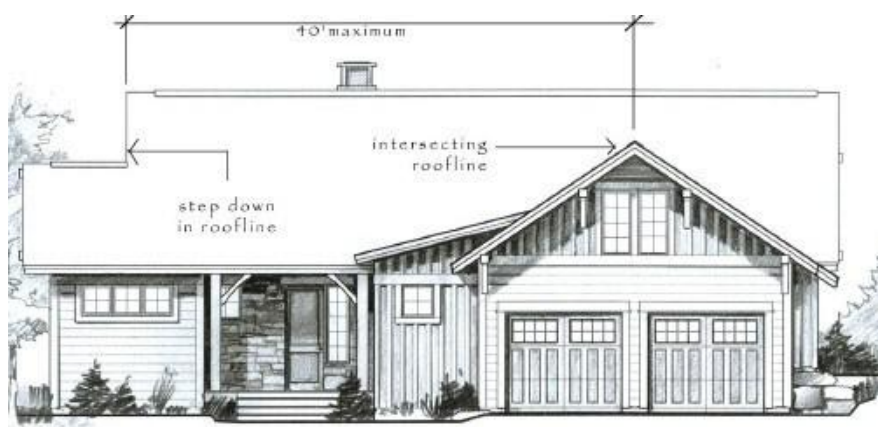 40' maximum
intersecting
roofline
step down
in roofline